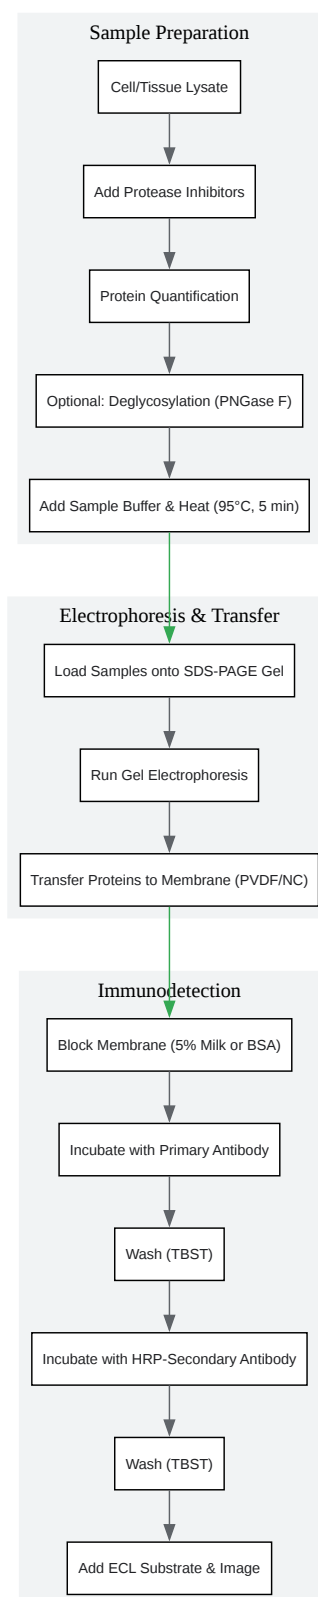 Sample Preparation
Cell/Tissue Lysate
Add Protease Inhibitors
Protein Quantification
Optional: Deglycosylation (PNGase F)
Add Sample Buffer & Heat (95°C, 5 min)
Electrophoresis & Transfer
Load Samples onto SDS-PAGE Gel
Run Gel Electrophoresis
Transfer Proteins to Membrane (PVDF/NC)
Immunodetection
Block Membrane (5% Milk or BSA)
Incubate with Primary Antibody
Wash (TBST)
Incubate with HRP-Secondary Antibody
Wash (TBST)
Add ECL Substrate & Image